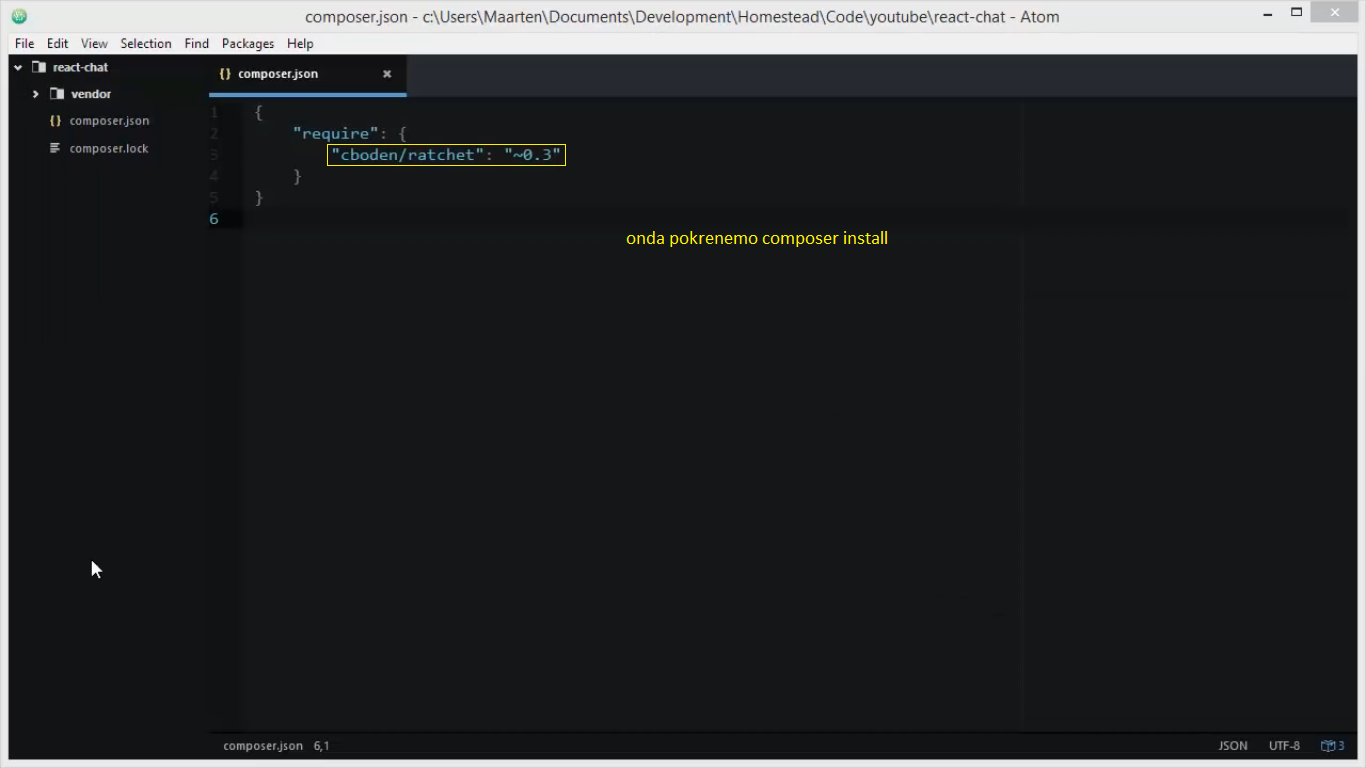 composer.json - c:\Users\Maarten\Documents\Development\Homestead\Code\youtube\react-chat - Atom
File Edit View Selection Find Packages Help
react-chat
vendor
composer.json
composer.lock
composer.json
1 {
2 "require": {
3 "cboden/ratchet": "~0.3"
4 }
5 }
6
onda pokrenemo composer install
composer.json 6,1 JSON UTF-8 3